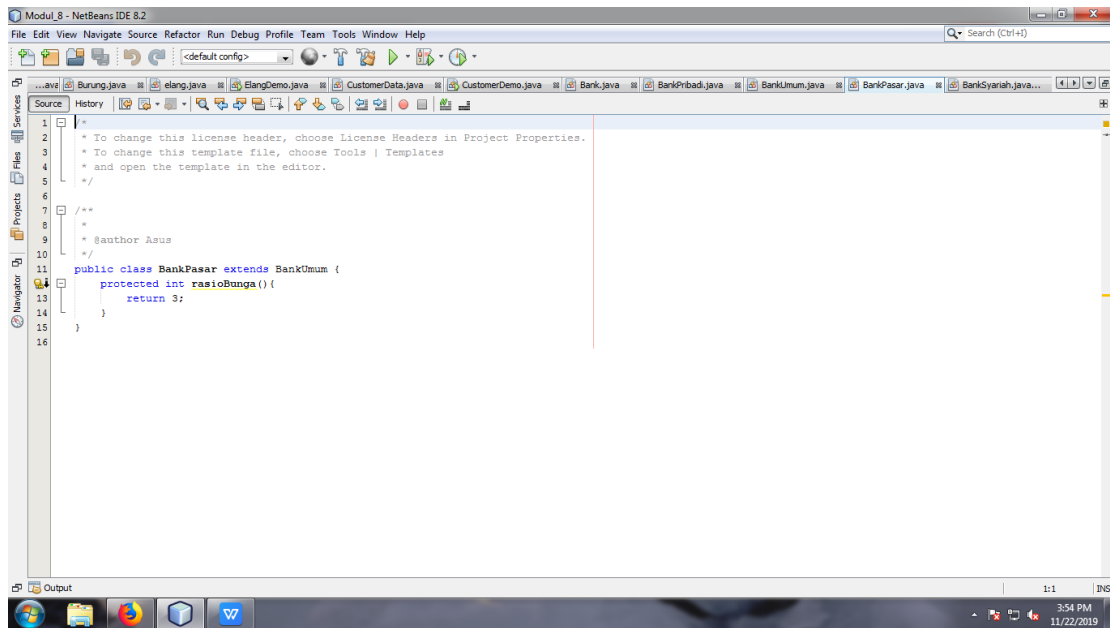 Modul_8 - NetBeans IDE 8.2
File Edit View Navigate Source Refactor Run Debug Profile Team Tools Window Help
Search (Ctrl+I)
<default config>
...ava Burung.java elang.java ElangDemo.java CustomerData.java CustomerDemo.java Bank.java BankPribadi.java BankUmum.java BankPasar.java BankSyariah.java...
Source History
Services
Files
Projects
Navigator
1 /*
2 * To change this license header, choose License Headers in Project Properties.
3 * To change this template file, choose Tools | Templates
4 * and open the template in the editor.
5 */
6
7 /**
8 *
9 * @author Asus
10 */
11 public class BankPasar extends BankUmum {
protected int rasioBunga(){
13 return 3;
14 }
15 }
16
Output
1:1 INS
3:54 PM
11/22/2019